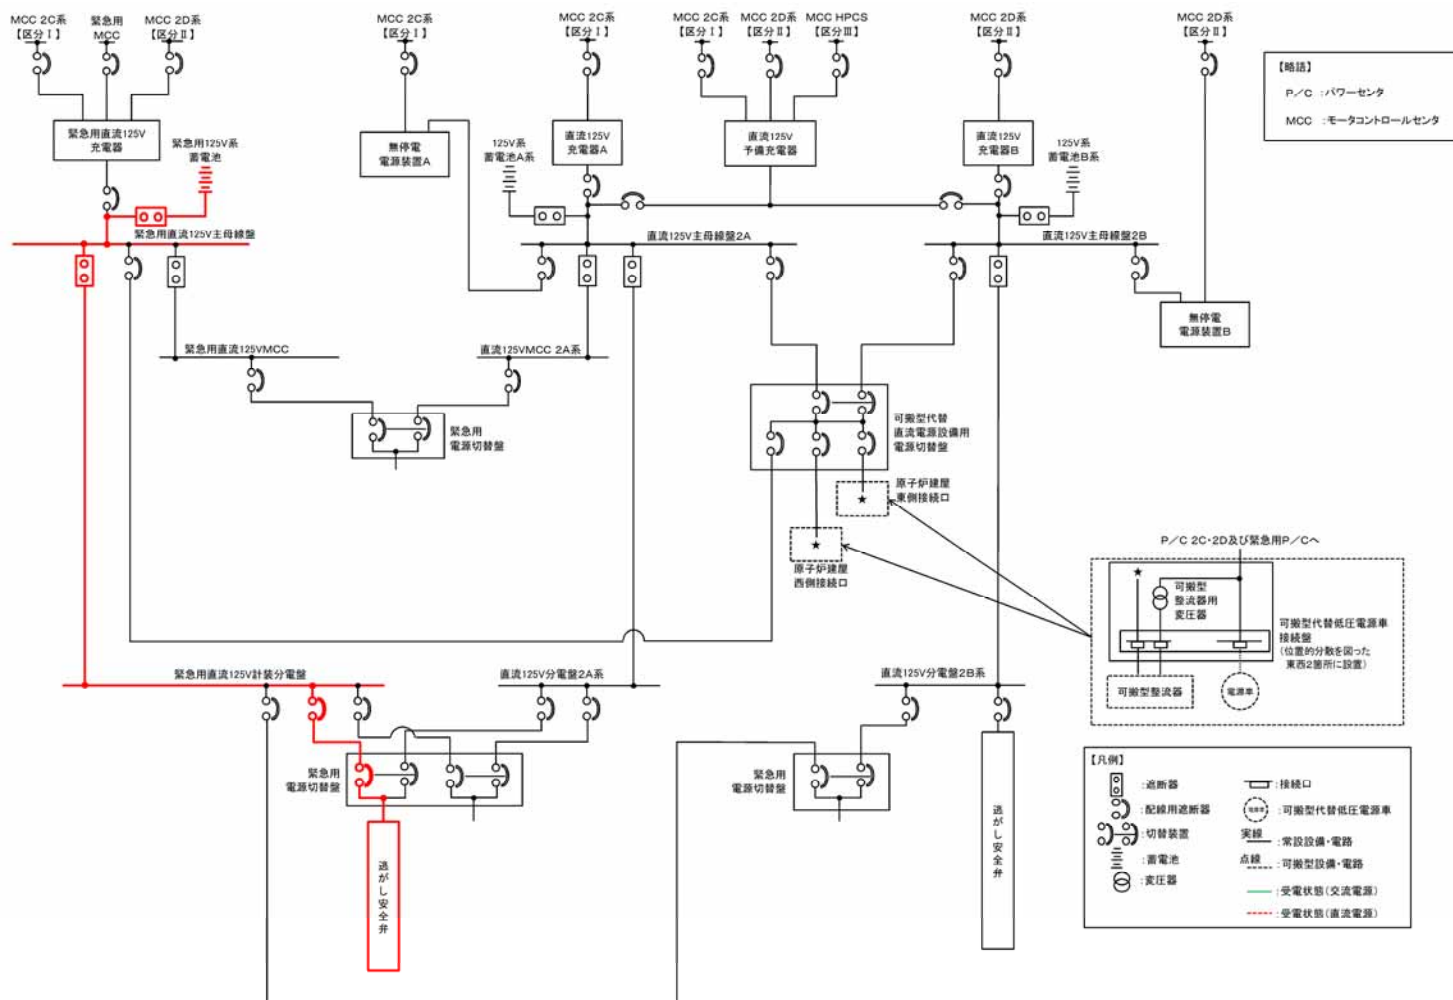 MCC 2C系
【区分Ⅰ】
緊急用
MCC
MCC 2D系
【区分Ⅱ】
MCC 2C系
【区分Ⅰ】
MCC 2C系
【区分Ⅰ】
MCC 2C系
【区分Ⅰ】
MCC 2D系
【区分Ⅱ】
MCC HPCS
【区分Ⅲ】
MCC 2D系
【区分Ⅱ】
MCC 2D系
【区分Ⅱ】
【略語】
P／C ：パワーセンタ
MCC ：モータコントロールセンタ
緊急用直流125V
充電器
緊急用125V系
蓄電池
無停電
電源装置A
125V系
蓄電池A系
直流125V
充電器A
直流125V
予備充電器
直流125V
充電器B
125V系
蓄電池B系
緊急用直流125V主母線盤
直流125V主母線盤2A
直流125V主母線盤2B
無停電
電源装置B
緊急用直流125VMCC
直流125VMCC 2A系
緊急用
電源切替盤
可搬型代替
直流電源設備用
電源切替盤
原子炉建屋
東側接続口
★
★
原子炉建屋
西側接続口
P／C 2C・2D及び緊急用P／Cへ
★
可搬型
整流器用
変圧器
可搬型代替低圧電源車
接続盤
(位置的分散を図った
東西2箇所に設置)
可搬型整流器
電源車
緊急用直流125V計装分電盤
直流125V分電盤2A系
直流125V分電盤2B系
緊急用
電源切替盤
緊急用
電源切替盤
逃がし安全弁
逃がし安全弁
【凡例】
：遮断器
：配線用遮断器
：切替装置
：蓄電池
：変圧器
：接続口
電源車
：可搬型代替低圧電源車
実線
：常設設備・電路
点線
：可搬型設備・電路
：受電状態(交流電源)
：受電状態(直流電源)